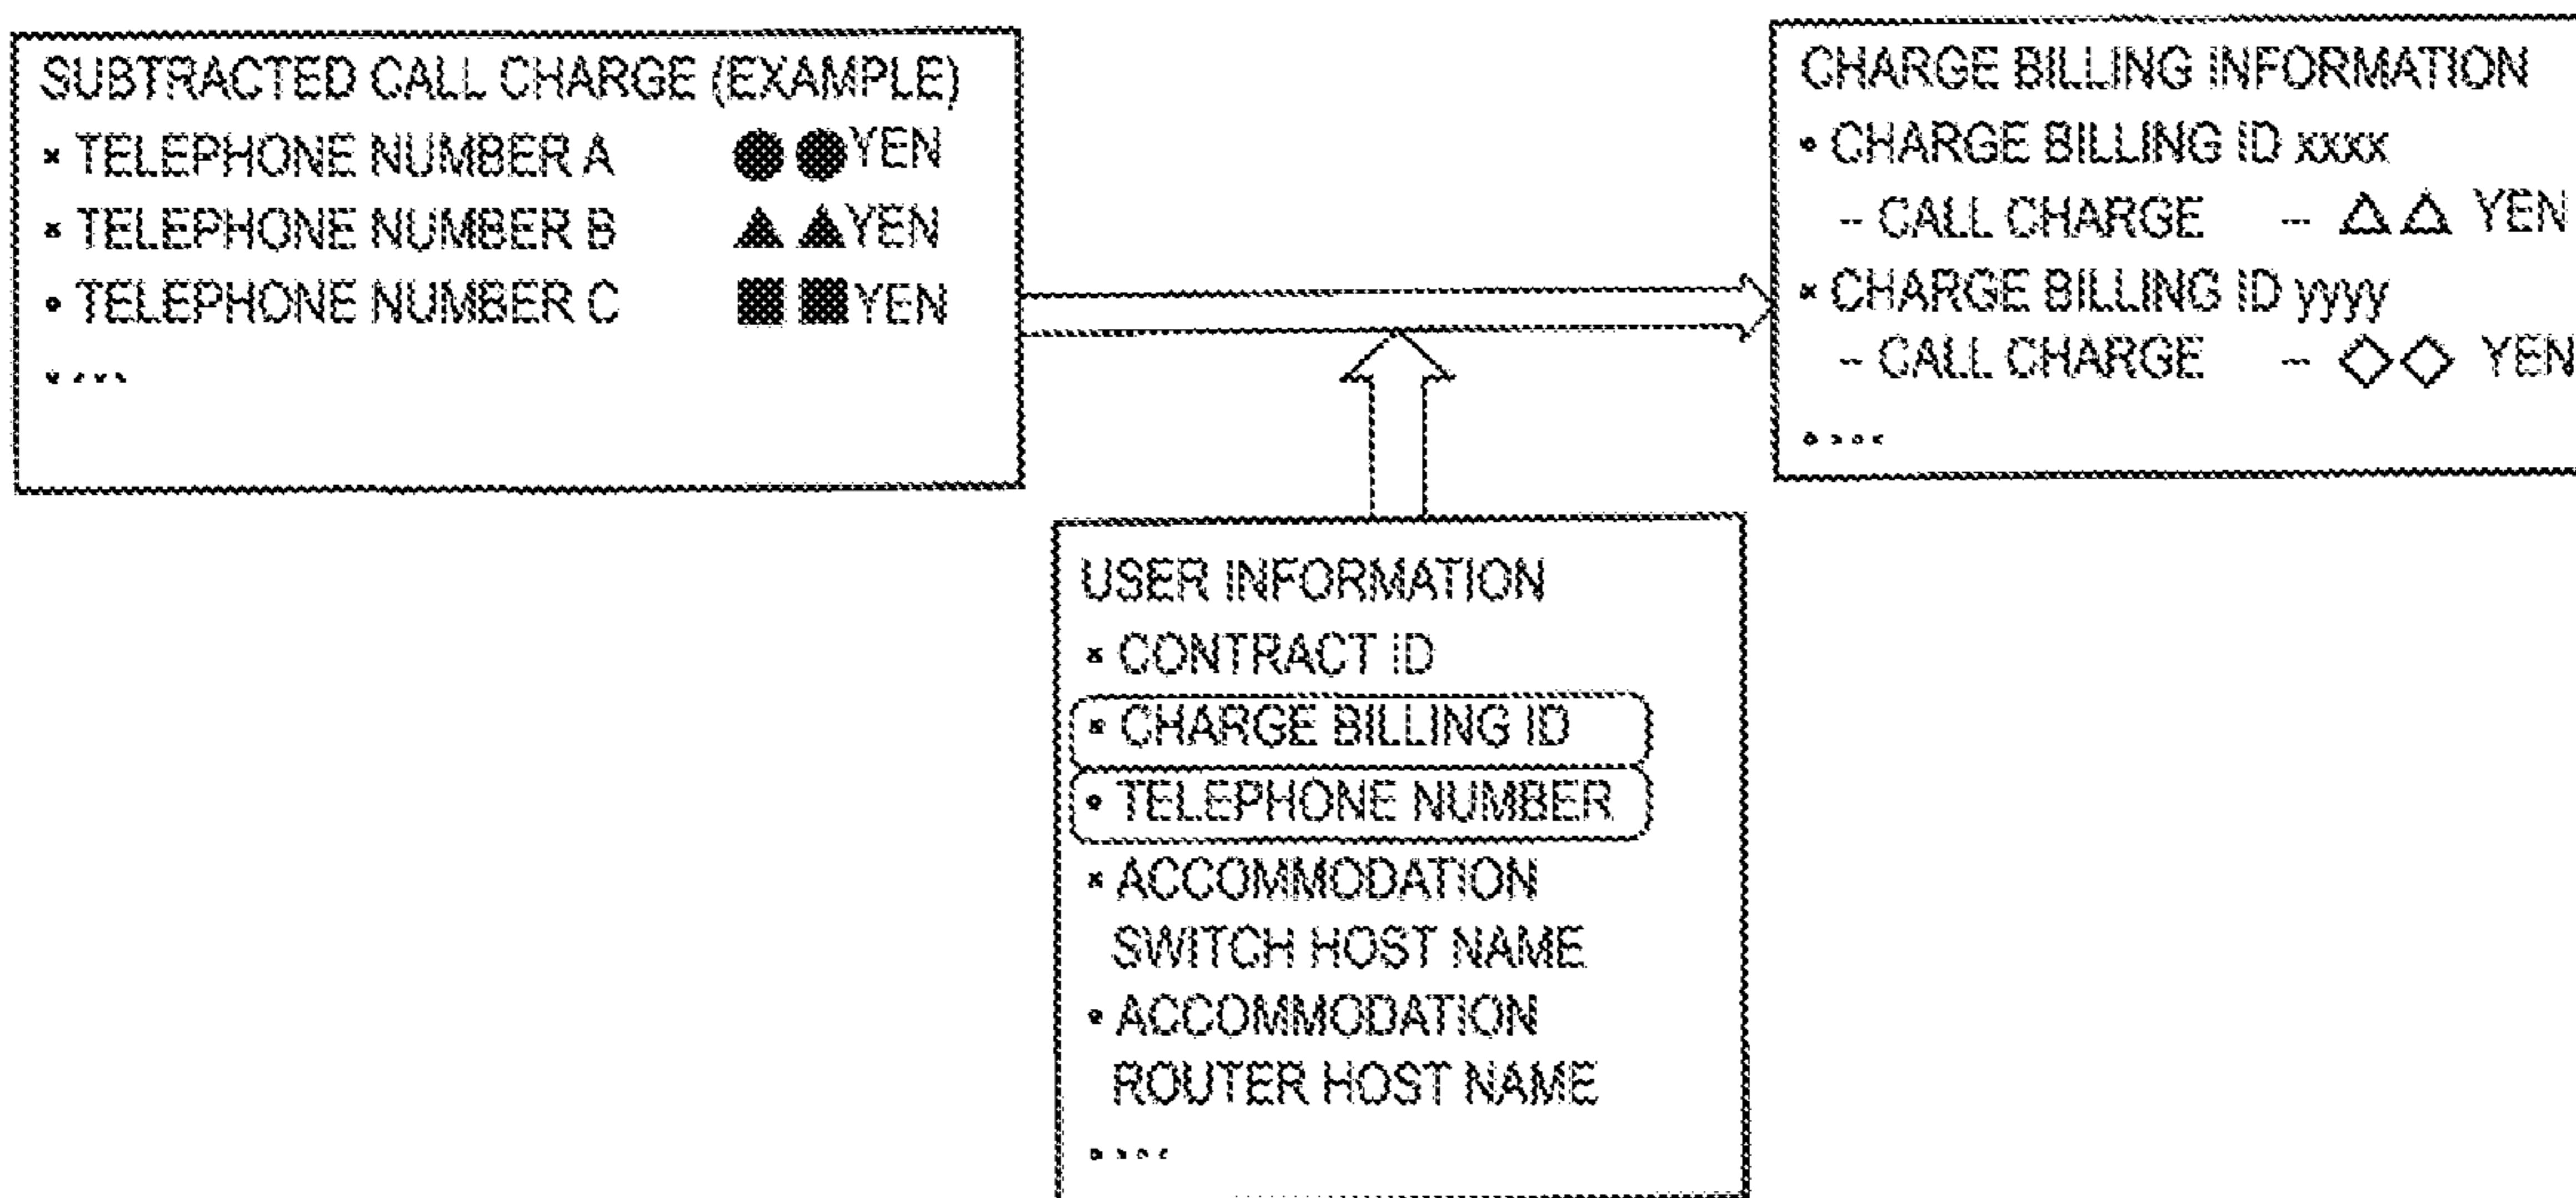 SUBTRACTED CALL CHARGE (EXAMPLE)
• TELEPHONE NUMBER A ●●YEN
• TELEPHONE NUMBER B ▲▲YEN
• TELEPHONE NUMBER C ■■YEN
• ・・・
CHARGE BILLING INFORMATION
• CHARGE BILLING ID xxxx
– CALL CHARGE – △△ YEN
• CHARGE BILLING ID yyyy
– CALL CHARGE – ◇◇ YEN
• ・・・
USER INFORMATION
• CONTRACT ID
• CHARGE BILLING ID
• TELEPHONE NUMBER
• ACCOMMODATION
SWITCH HOST NAME
• ACCOMMODATION
ROUTER HOST NAME
• ・・・